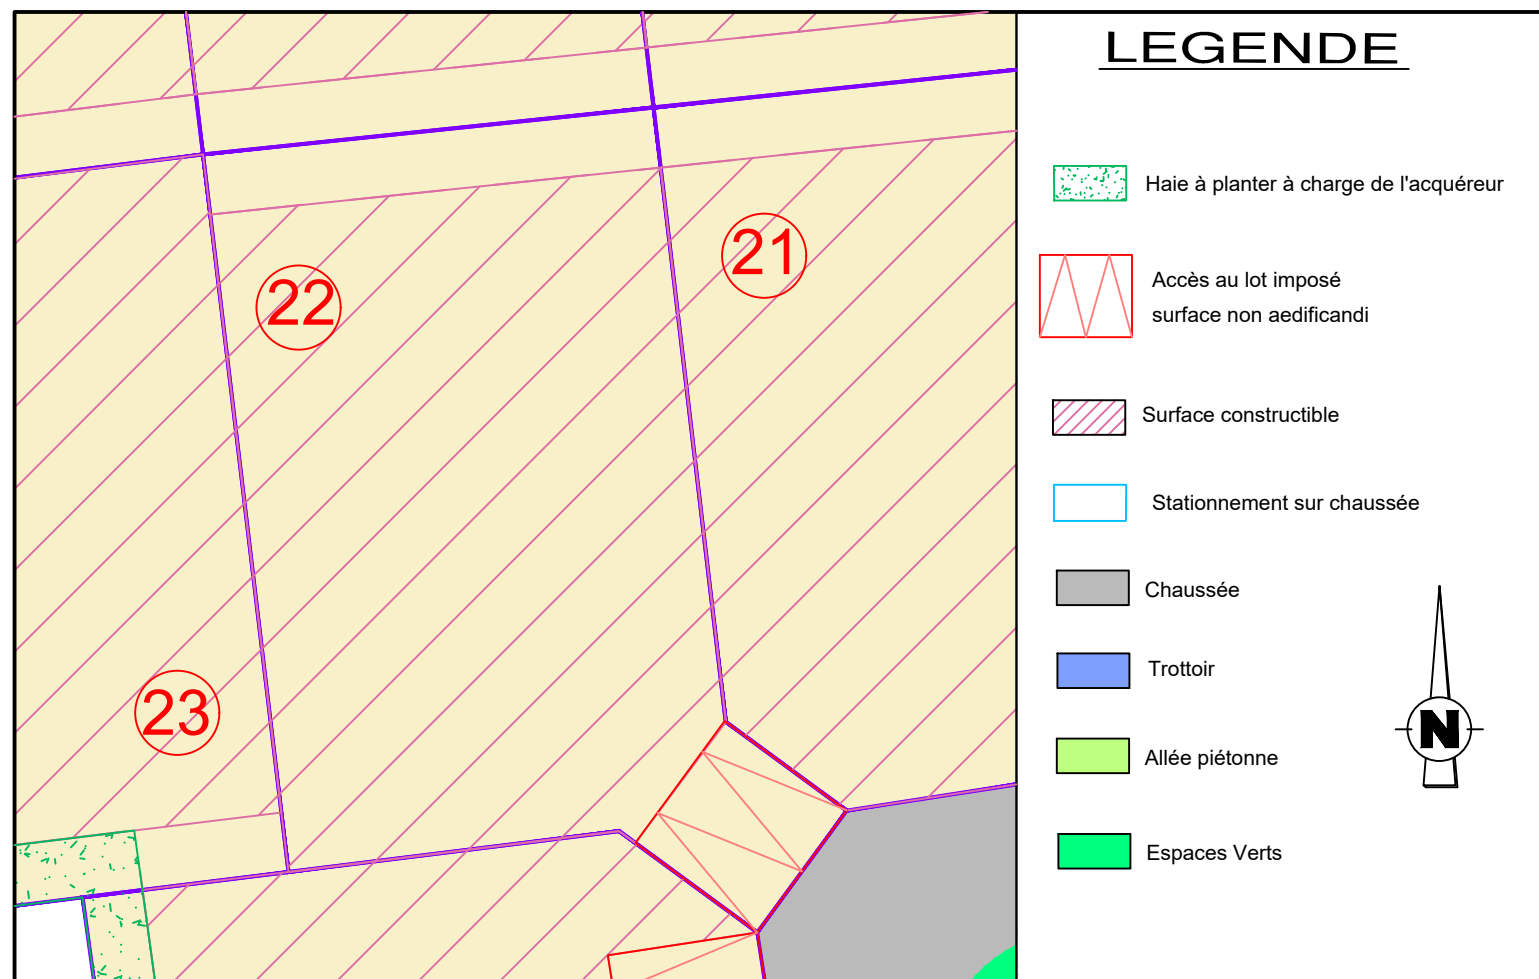 LEGENDE
21
22
23
Haie à planter à charge de l'acquéreur
Accès au lot imposé
surface non aedificandi
Surface constructible
Stationnement sur chaussée
Chaussée
Trottoir
Allée piétonne
Espaces Verts
N